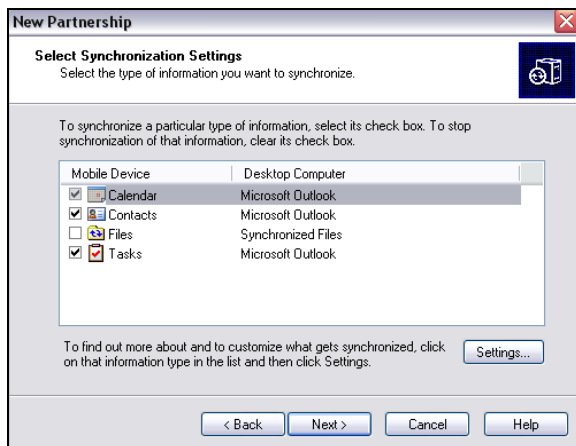 New Partnership
Select Synchronization Settings
Select the type of information you want to synchronize.
To synchronize a particular type of information, select its check box. To stop
synchronization of that information, clear its check box.
Mobile Device Desktop Computer
Calendar Microsoft Outlook
Contacts Microsoft Outlook
Files Synchronized Files
Tasks Microsoft Outlook
To find out more about and to customize what gets synchronized, click
on that information type in the list and then click Settings.
Settings...
< Back Next > Cancel Help